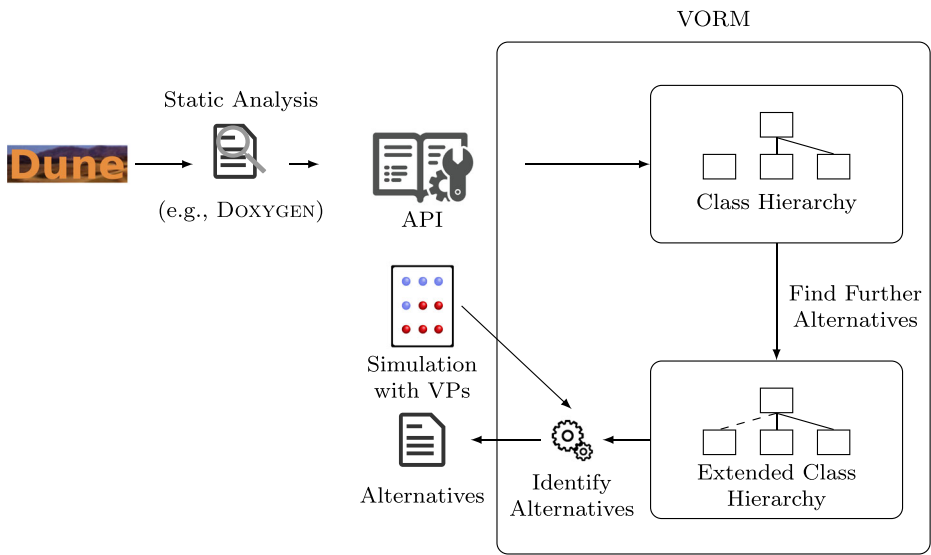 VORM
Static Analysis
Dune
(e.g., DOXYGEN)
API
Class Hierarchy
Find Further
Alternatives
Simulation
with VPs
Alternatives
Identify
Alternatives
Extended Class
Hierarchy